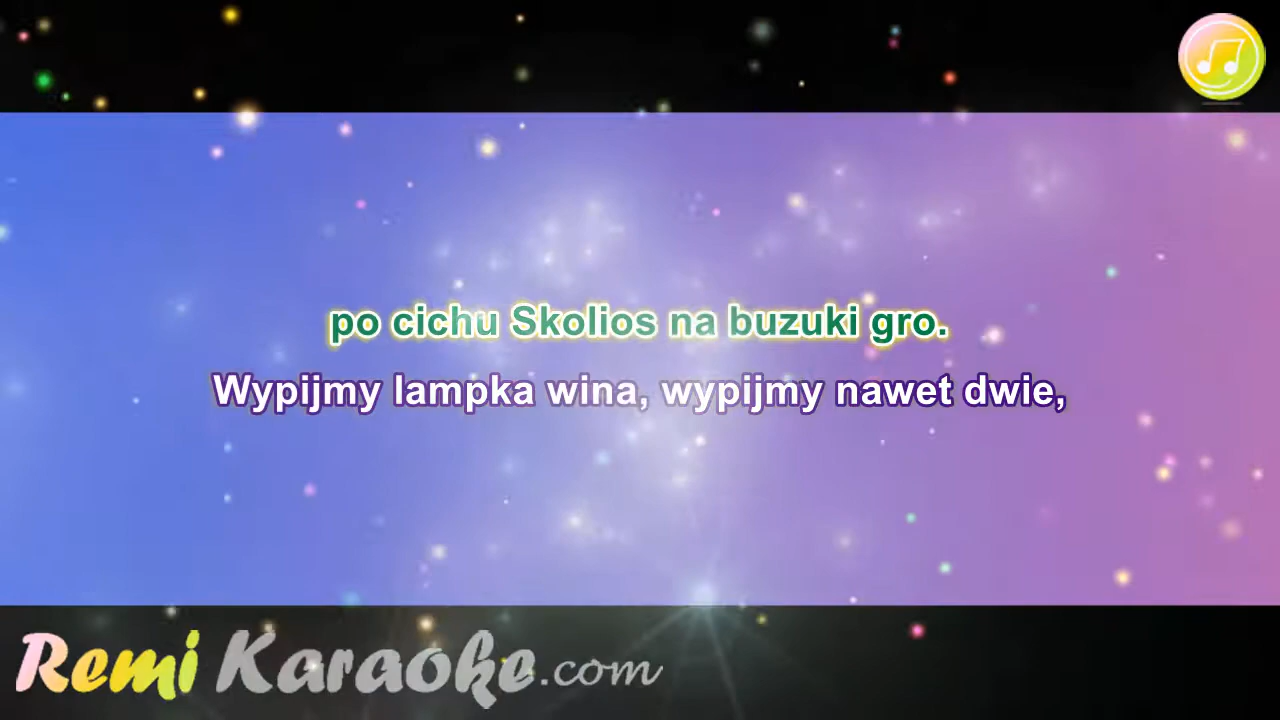 po cichu Skolios na buzuki gro.
Wypijmy lampka wina, wypijmy nawet dwie,
Remi Karaoke.com